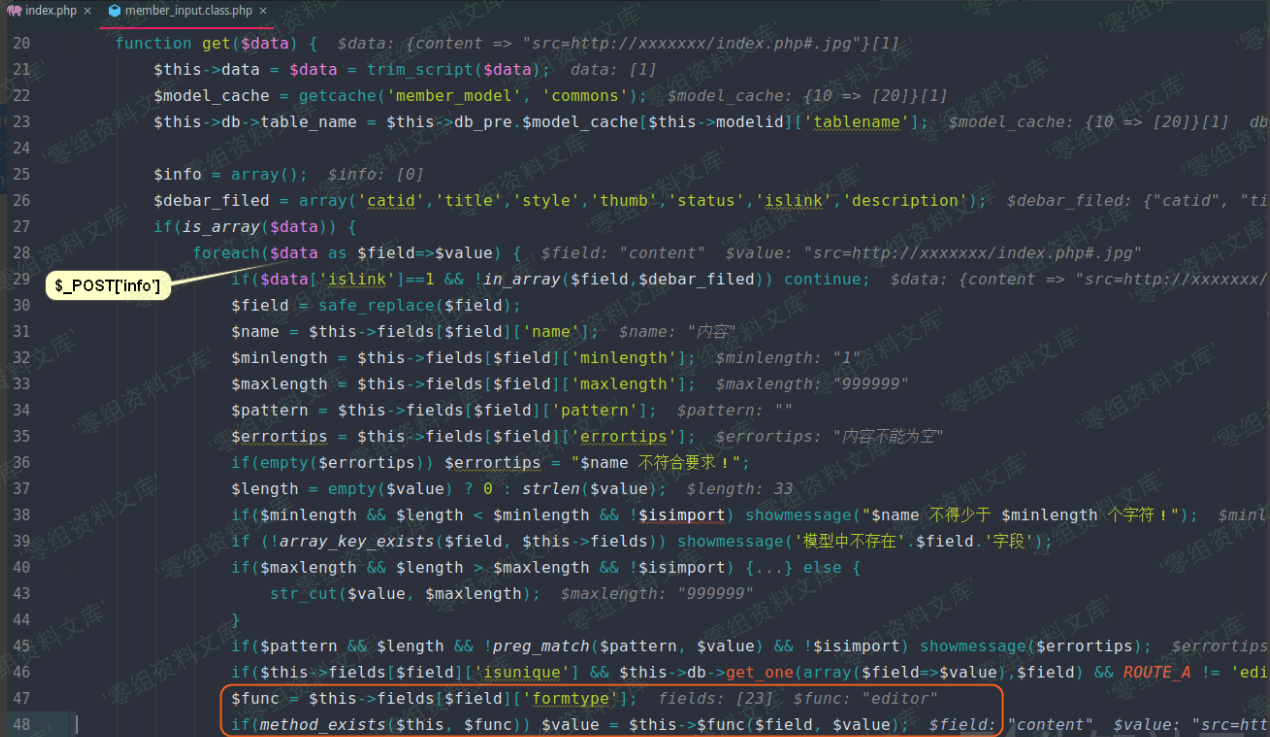 index.php × member_input.class.php ×
20 function get($data) { $data: {content => "src=http://xxxxxxx/index.php#.jpg"}[1]
21 $this->data = $data = trim_script($data); data: [1]
22 $model_cache = getcache('member_model', 'commons'); $model_cache: {10 => [20]}[1]
23 $this->db->table_name = $this->db_pre.$model_cache[$this->modelid]['tablename']; $model_cache: {10 => [20]}[1] db
24
25 $info = array(); $info: [0]
26 $debar_filed = array('catid','title','style','thumb','status','islink','description'); $debar_filed: {"catid", "ti
27 if(is_array($data)) {
28 foreach($data as $field=>$value) { $field: "content" $value: "src=http://xxxxxxx/index.php#.jpg"
$_POST['info']
29 if($data['islink']==1 && !in_array($field,$debar_filed)) continue; $data: {content => "src=http://xxxxxxx/
30 $field = safe_replace($field);
31 $name = $this->fields[$field]['name']; $name: "内容"
32 $minlength = $this->fields[$field]['minlength']; $minlength: "1"
33 $maxlength = $this->fields[$field]['maxlength']; $maxlength: "999999"
34 $pattern = $this->fields[$field]['pattern']; $pattern: ""
35 $errortips = $this->fields[$field]['errortips']; $errortips: "内容不能为空"
36 if(empty($errortips)) $errortips = "$name 不符合要求！";
37 $length = empty($value) ? 0 : strlen($value); $length: 33
38 if($minlength && $length < $minlength && !$isimport) showmessage("$name 不得少于 $minlength 个字符！"); $minl
39 if (!array_key_exists($field, $this->fields)) showmessage('模型中不存在'.$field.'字段');
40 if($maxlength && $length > $maxlength && !$isimport) {...} else {
43 str_cut($value, $maxlength); $maxlength: "999999"
44 }
45 if($pattern && $length && !preg_match($pattern, $value) && !$isimport) showmessage($errortips); $errortips
46 if($this->fields[$field]['isunique'] && $this->db->get_one(array($field=>$value),$field) && ROUTE_A != 'edi
47 $func = $this->fields[$field]['formtype']; fields: [23] $func: "editor"
48 if(method_exists($this, $func)) $value = $this->$func($field, $value); $field: "content" $value: "src=htt
零组资料文库